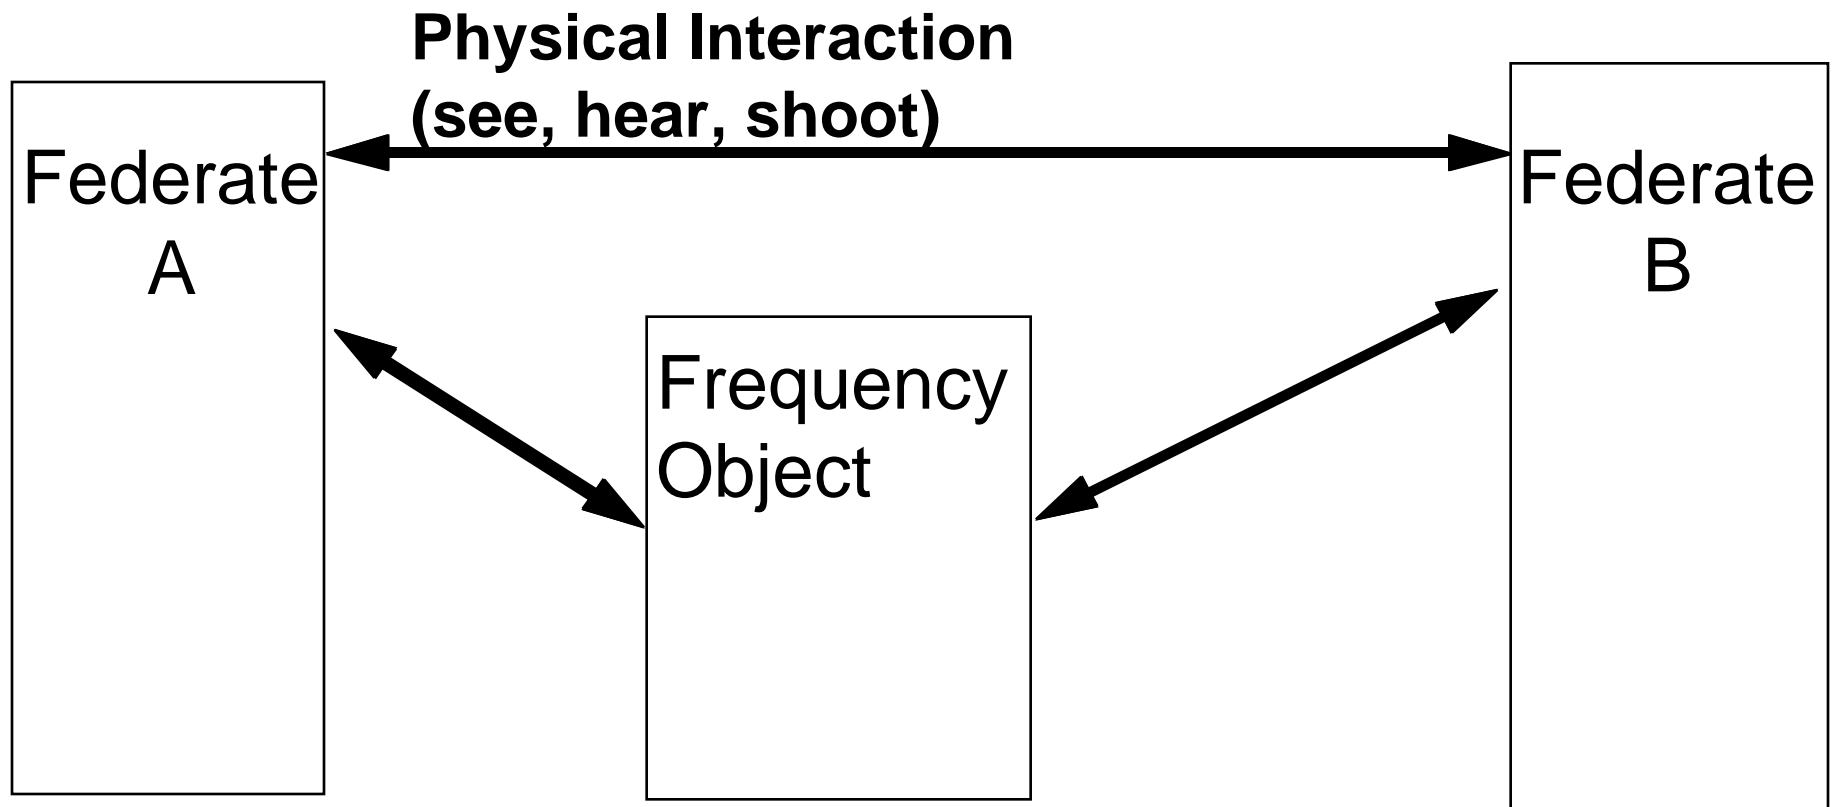 Physical Interaction
(see, hear, shoot)
Federate
A
Federate
B
Frequency
Object